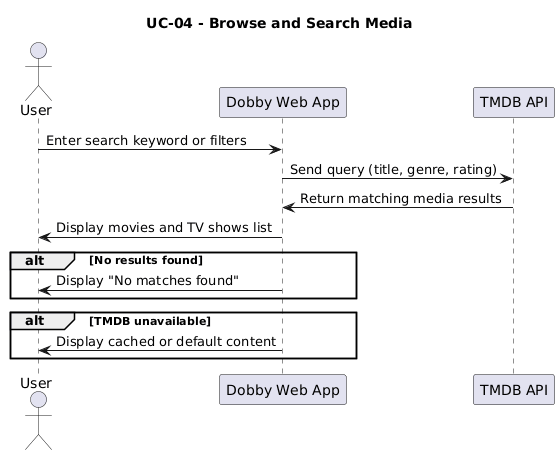 UC-04 - Browse and Search Media
User
Dobby Web App
TMDB API
Enter search keyword or filters
Send query (title, genre, rating)
Return matching media results
Display movies and TV shows list
alt [No results found]
Display "No matches found"
alt [TMDB unavailable]
Display cached or default content
User
Dobby Web App
TMDB API